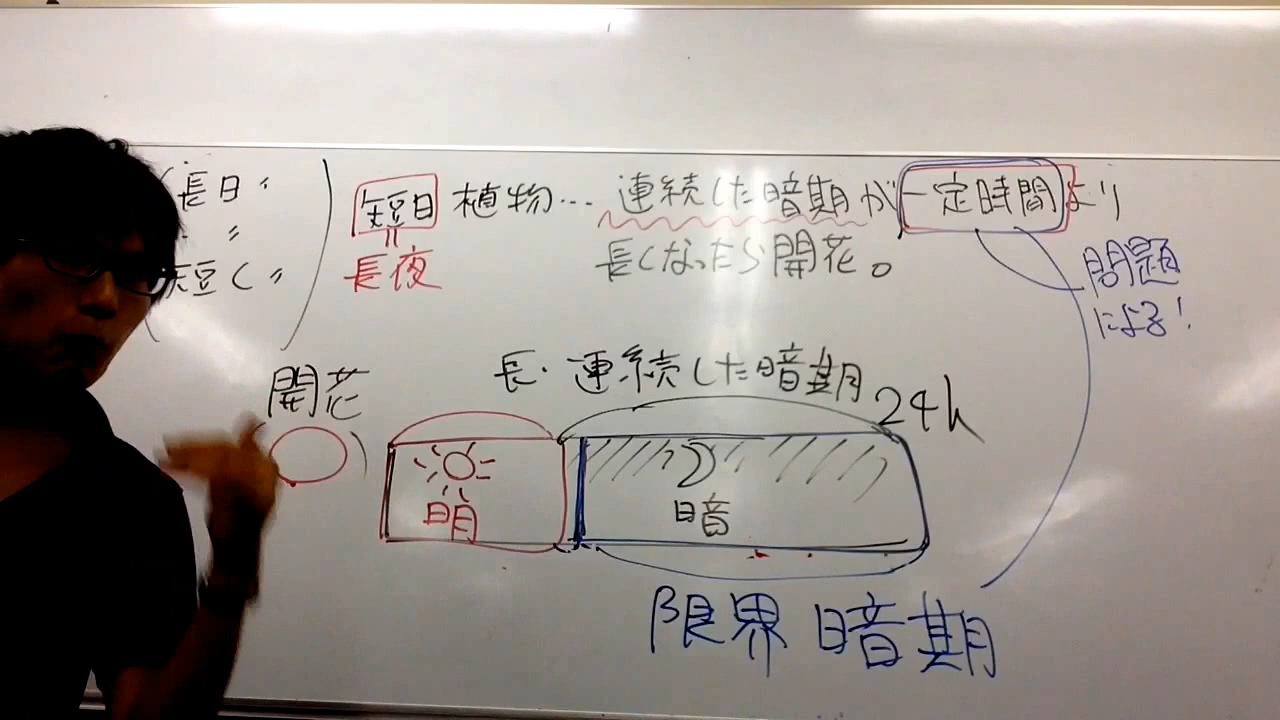 長日〃
〃
短く〃
短日植物…連続した暗期が一定時間より
長くなったら開花。
長夜
問題
による!
開花
長・連続した暗期
24h
明
暗
限界暗期